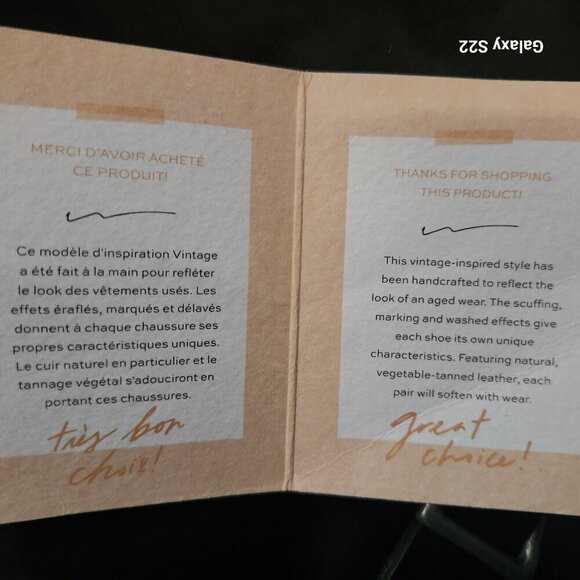 Galaxy S22
MERCI D'AVOIR ACHETÉ
CE PRODUIT!
Ce modèle d'inspiration Vintage
a été fait à la main pour refléter
le look des vêtements usés. Les
effets éraflés, marqués et délavés
donnent à chaque chaussure ses
propres caractéristiques uniques.
Le cuir naturel en particulier et le
tannage végétal s'adouciront en
portant ces chaussures.
très bon
choix!
THANKS FOR SHOPPING
THIS PRODUCT!
This vintage-inspired style has
been handcrafted to reflect the
look of an aged wear. The scuffing,
marking and washed effects give
each shoe its own unique
characteristics. Featuring natural,
vegetable-tanned leather, each
pair will soften with wear.
great
choice!